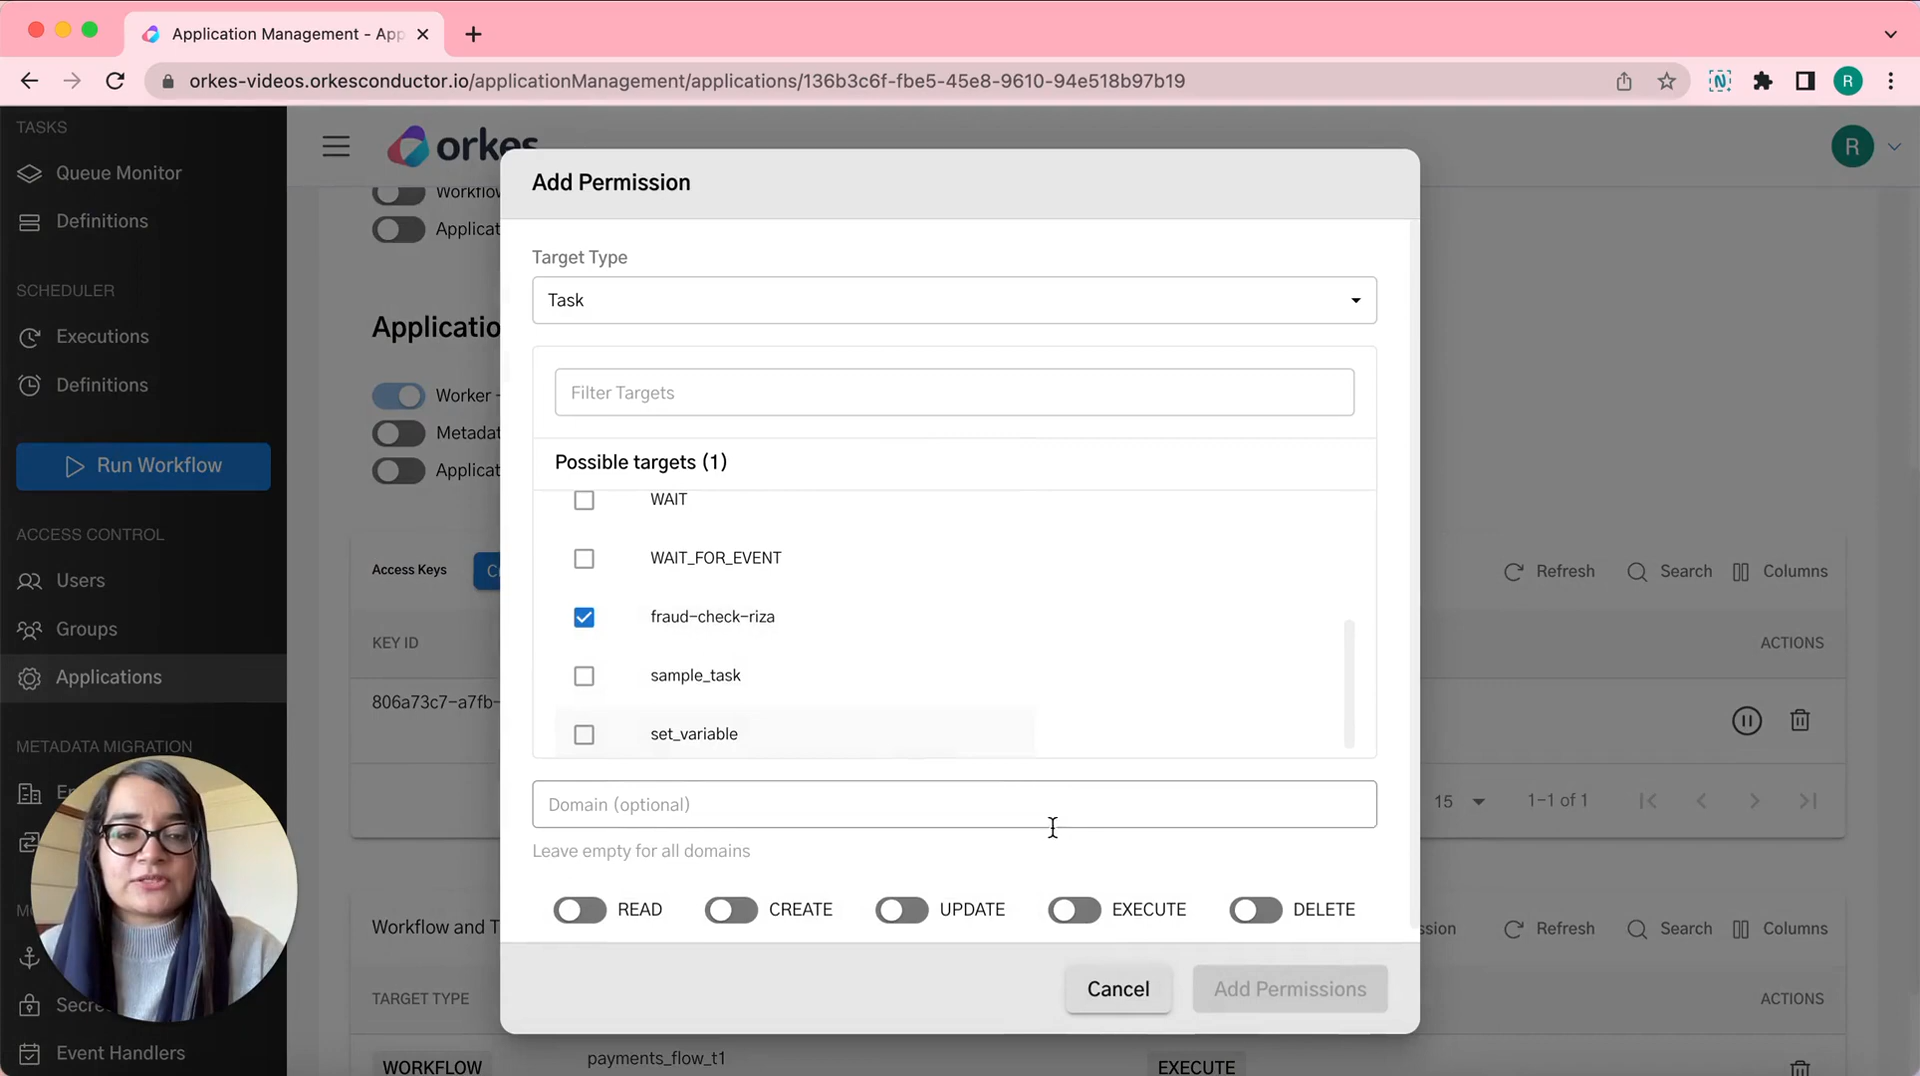 Application Management - App
orkes-videos.orkesconductor.io/applicationManagement/applications/136b3c6f-fbe5-45e8-9610-94e518b97b19
R
TASKS
Queue Monitor
Definitions
SCHEDULER
Executions
Definitions
Run Workflow
ACCESS CONTROL
Users
Groups
Applications
METADATA MIGRATION
Event Handlers
orkes
R
Applicatio
Worker -
Metadat
Applicat
Access Keys
Refresh
Search
Columns
KEY ID
ACTIONS
806a73c7-a7fb-
15
1-1 of 1
Workflow and T
Refresh
Search
Columns
TARGET TYPE
ACTIONS
WORKFLOW
payments_flow_t1
EXECUTE
Add Permission
Target Type
Task
Filter Targets
Possible targets (1)
WAIT
WAIT_FOR_EVENT
fraud-check-riza
sample_task
set_variable
Domain (optional)
Leave empty for all domains
READ
CREATE
UPDATE
EXECUTE
DELETE
Cancel
Add Permissions